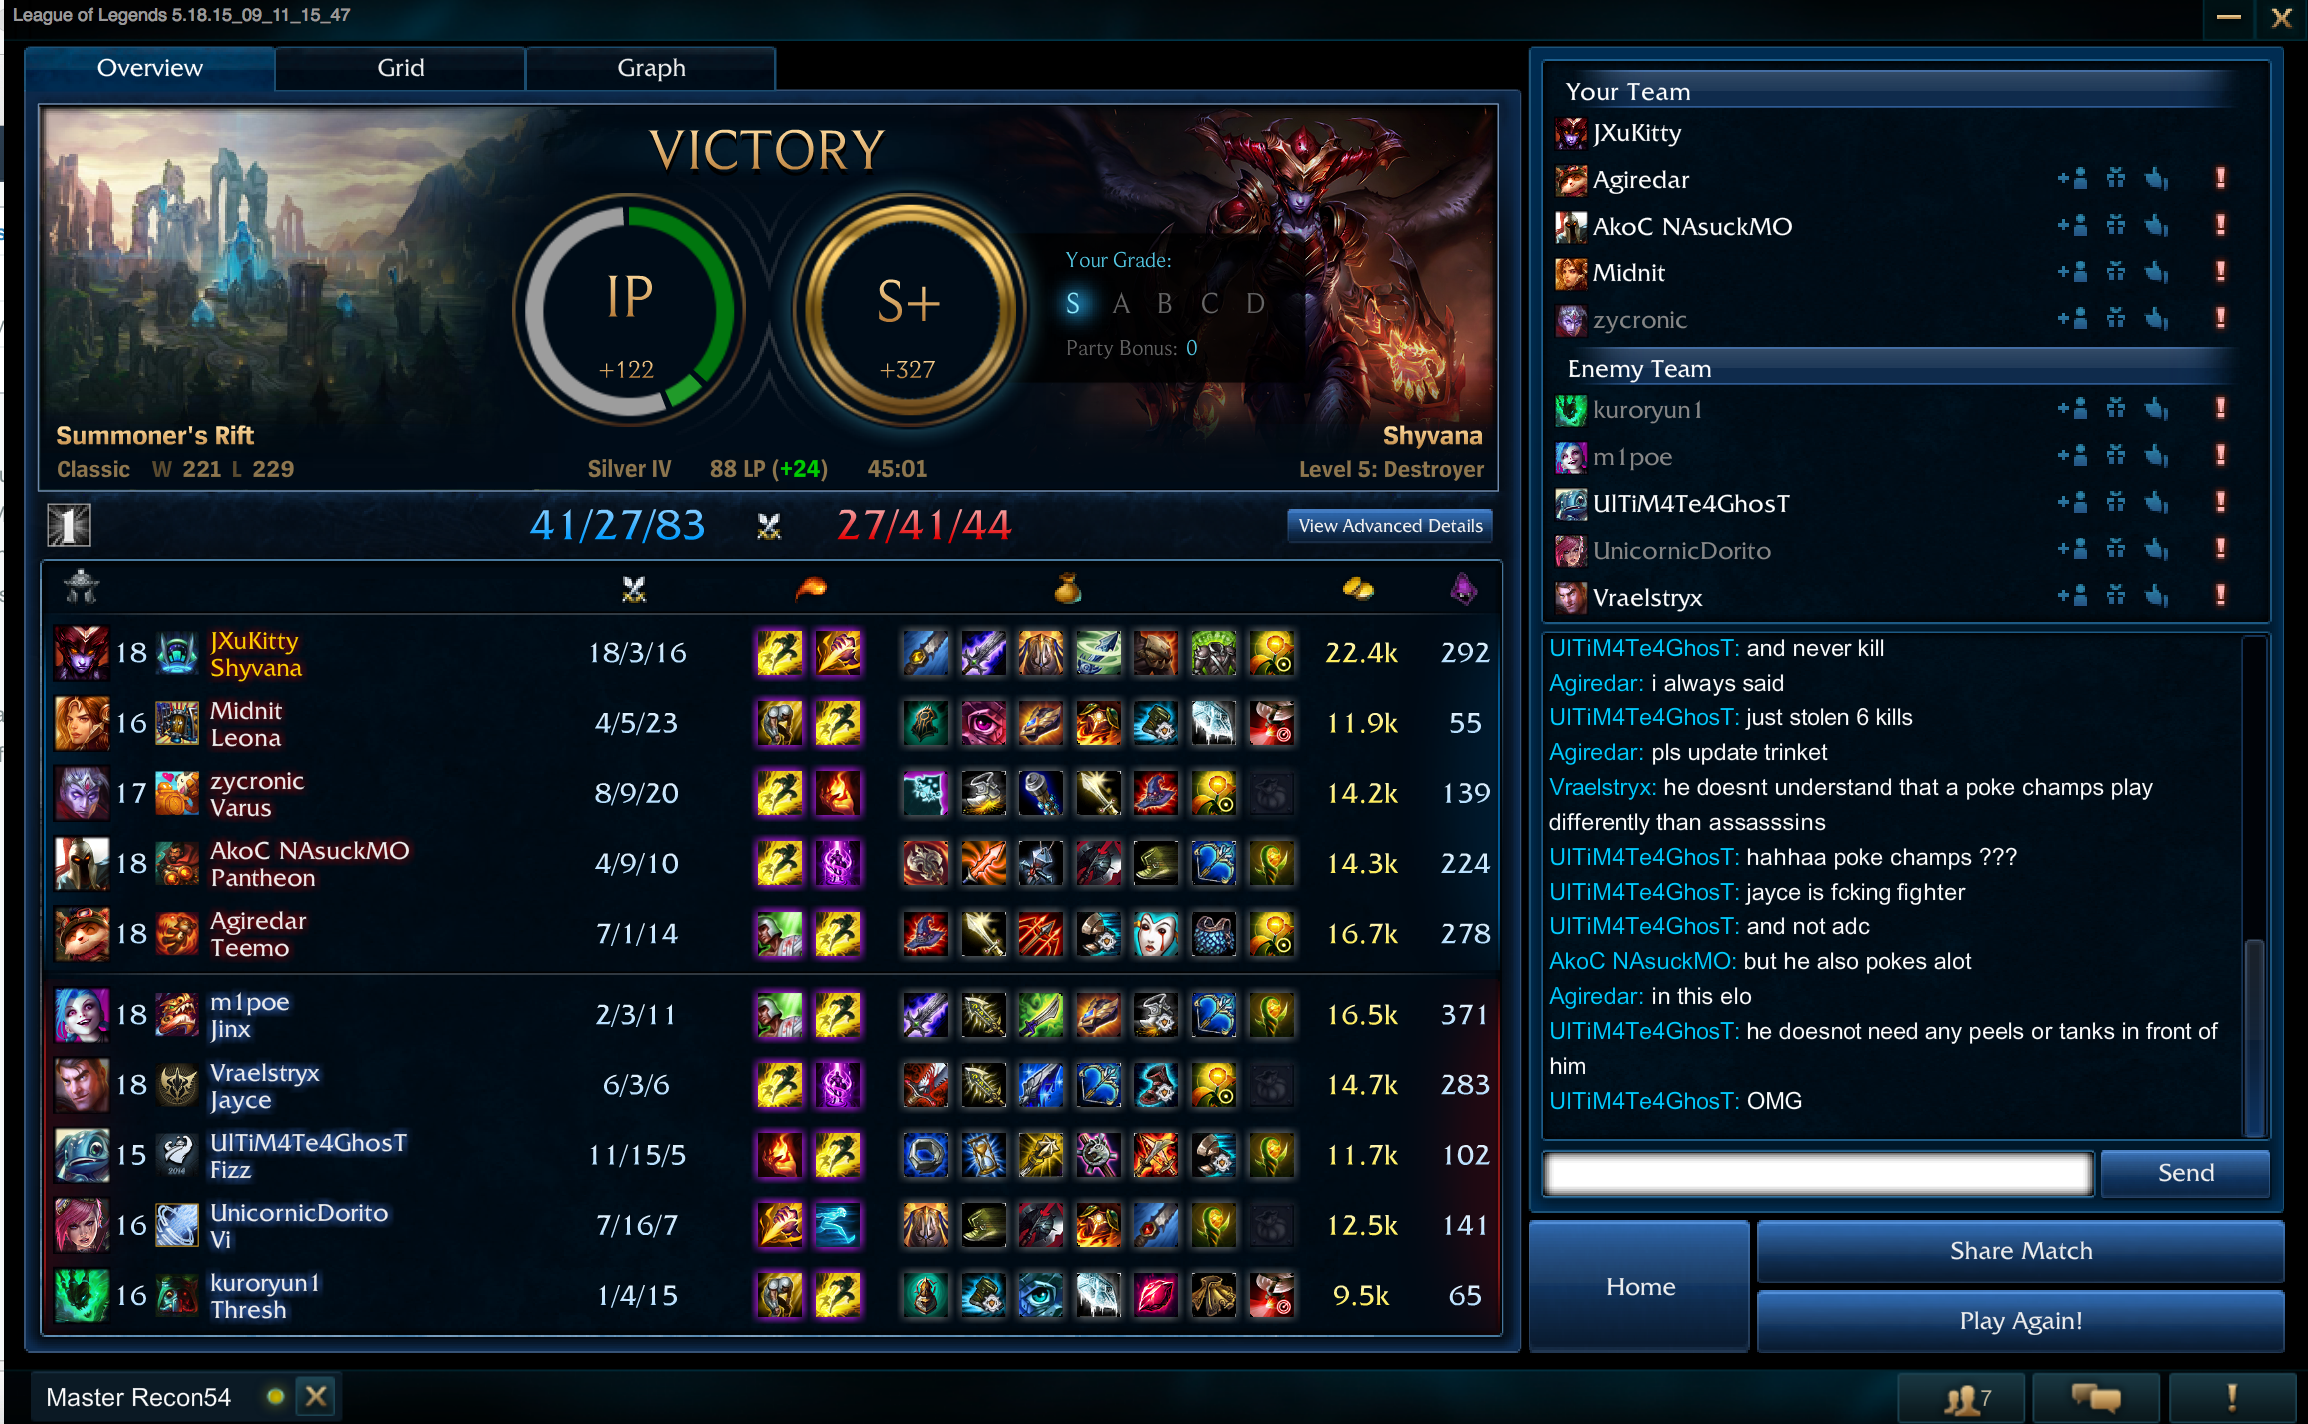 League of Legends 5.18.15_09_11_15_47
Overview
Grid
Graph
VICTORY
IP
+122
S+
+327
Your Grade:
S A B C D
Party Bonus: 0
Summoner's Rift
Classic W 221 L 229
Silver IV 88 LP (+24) 45:01
Shyvana
Level 5: Destroyer
1
41/27/83
27/41/44
View Advanced Details
18 JXuKitty
Shyvana
18/3/16 22.4k 292
16 Midnit
Leona
4/5/23 11.9k 55
17 zycronic
Varus
8/9/20 14.2k 139
18 AkoC NAsuckMO
Pantheon
4/9/10 14.3k 224
18 Agiredar
Teemo
7/1/14 16.7k 278
18 m1poe
Jinx
2/3/11 16.5k 371
18 Vraelstryx
Jayce
6/3/6 14.7k 283
15 UlTiM4Te4GhosT
Fizz
2014
11/15/5 11.7k 102
16 UnicornicDorito
Vi
7/16/7 12.5k 141
16 kuroryun1
Thresh
1/4/15 9.5k 65
Your Team
JXuKitty
Agiredar
AkoC NAsuckMO
Midnit
zycronic
Enemy Team
kuroryun1
m1poe
UlTiM4Te4GhosT
UnicornicDorito
Vraelstryx
UlTiM4Te4GhosT: and never kill
Agiredar: i always said
UlTiM4Te4GhosT: just stolen 6 kills
Agiredar: pls update trinket
Vraelstryx: he doesnt understand that a poke champs play
differently than assasssins
UlTiM4Te4GhosT: hahhaa poke champs ???
UlTiM4Te4GhosT: jayce is fcking fighter
UlTiM4Te4GhosT: and not adc
AkoC NAsuckMO: but he also pokes alot
Agiredar: in this elo
UlTiM4Te4GhosT: he doesnot need any peels or tanks in front of
him
UlTiM4Te4GhosT: OMG
Send
Home
Share Match
Play Again!
Master Recon54
7